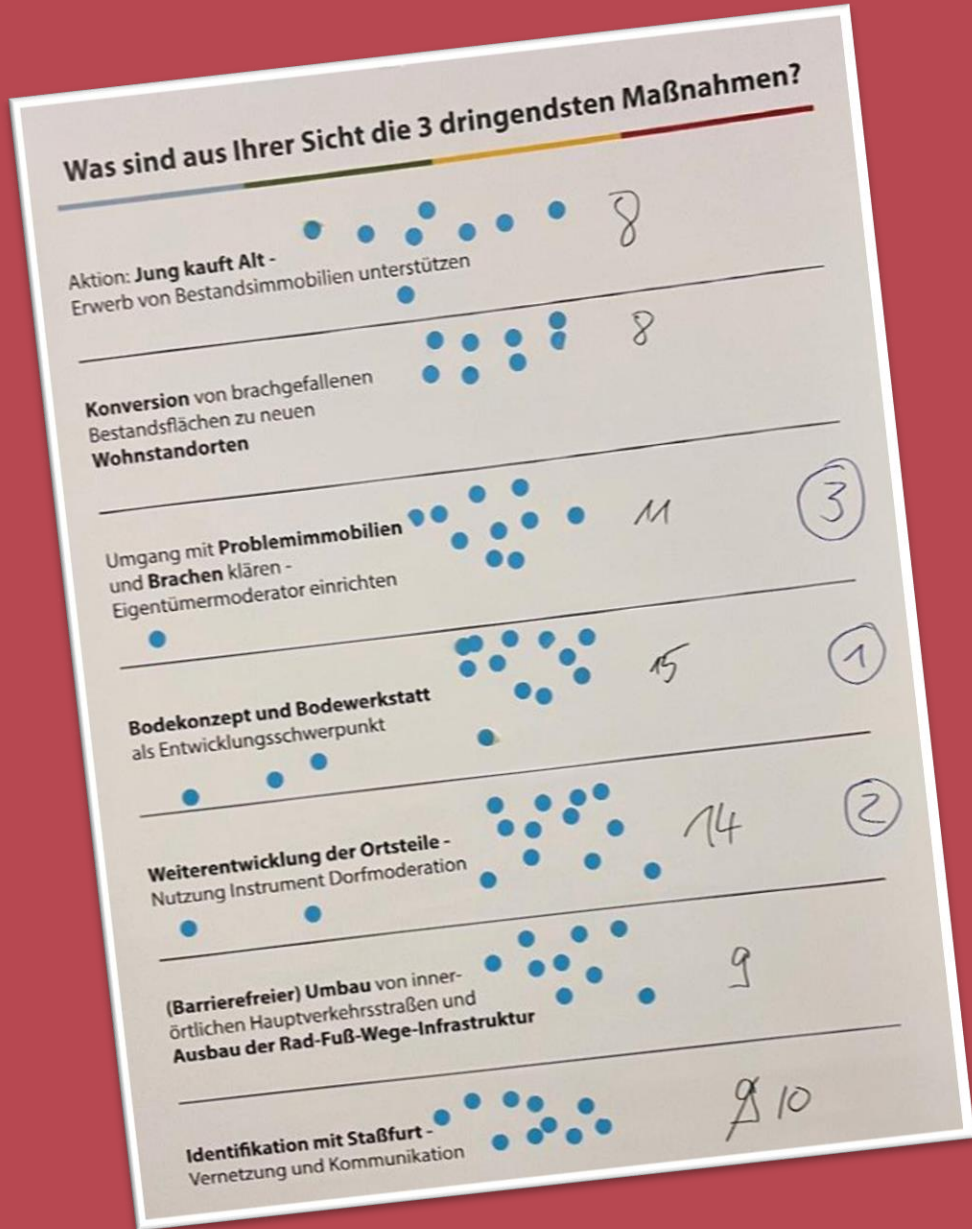 Was sind aus Ihrer Sicht die 3 dringendsten Maßnahmen?
Aktion: Jung kauft Alt -
Erwerb von Bestandsimmobilien unterstützen
8
Konversion von brachgefallenen
Bestandsflächen zu neuen
Wohnstandorten
8
Umgang mit Problemimmobilien
und Brachen klären -
Eigentümermoderator einrichten
11
3
Bodekonzept und Bodewerkstatt
als Entwicklungsschwerpunkt
15
1
Weiterentwicklung der Ortsteile -
Nutzung Instrument Dorfmoderation
14
2
(Barrierefreier) Umbau von inner-
örtlichen Hauptverkehrsstraßen und
Ausbau der Rad-Fuß-Wege-Infrastruktur
9
Identifikation mit Staßfurt -
Vernetzung und Kommunikation
10